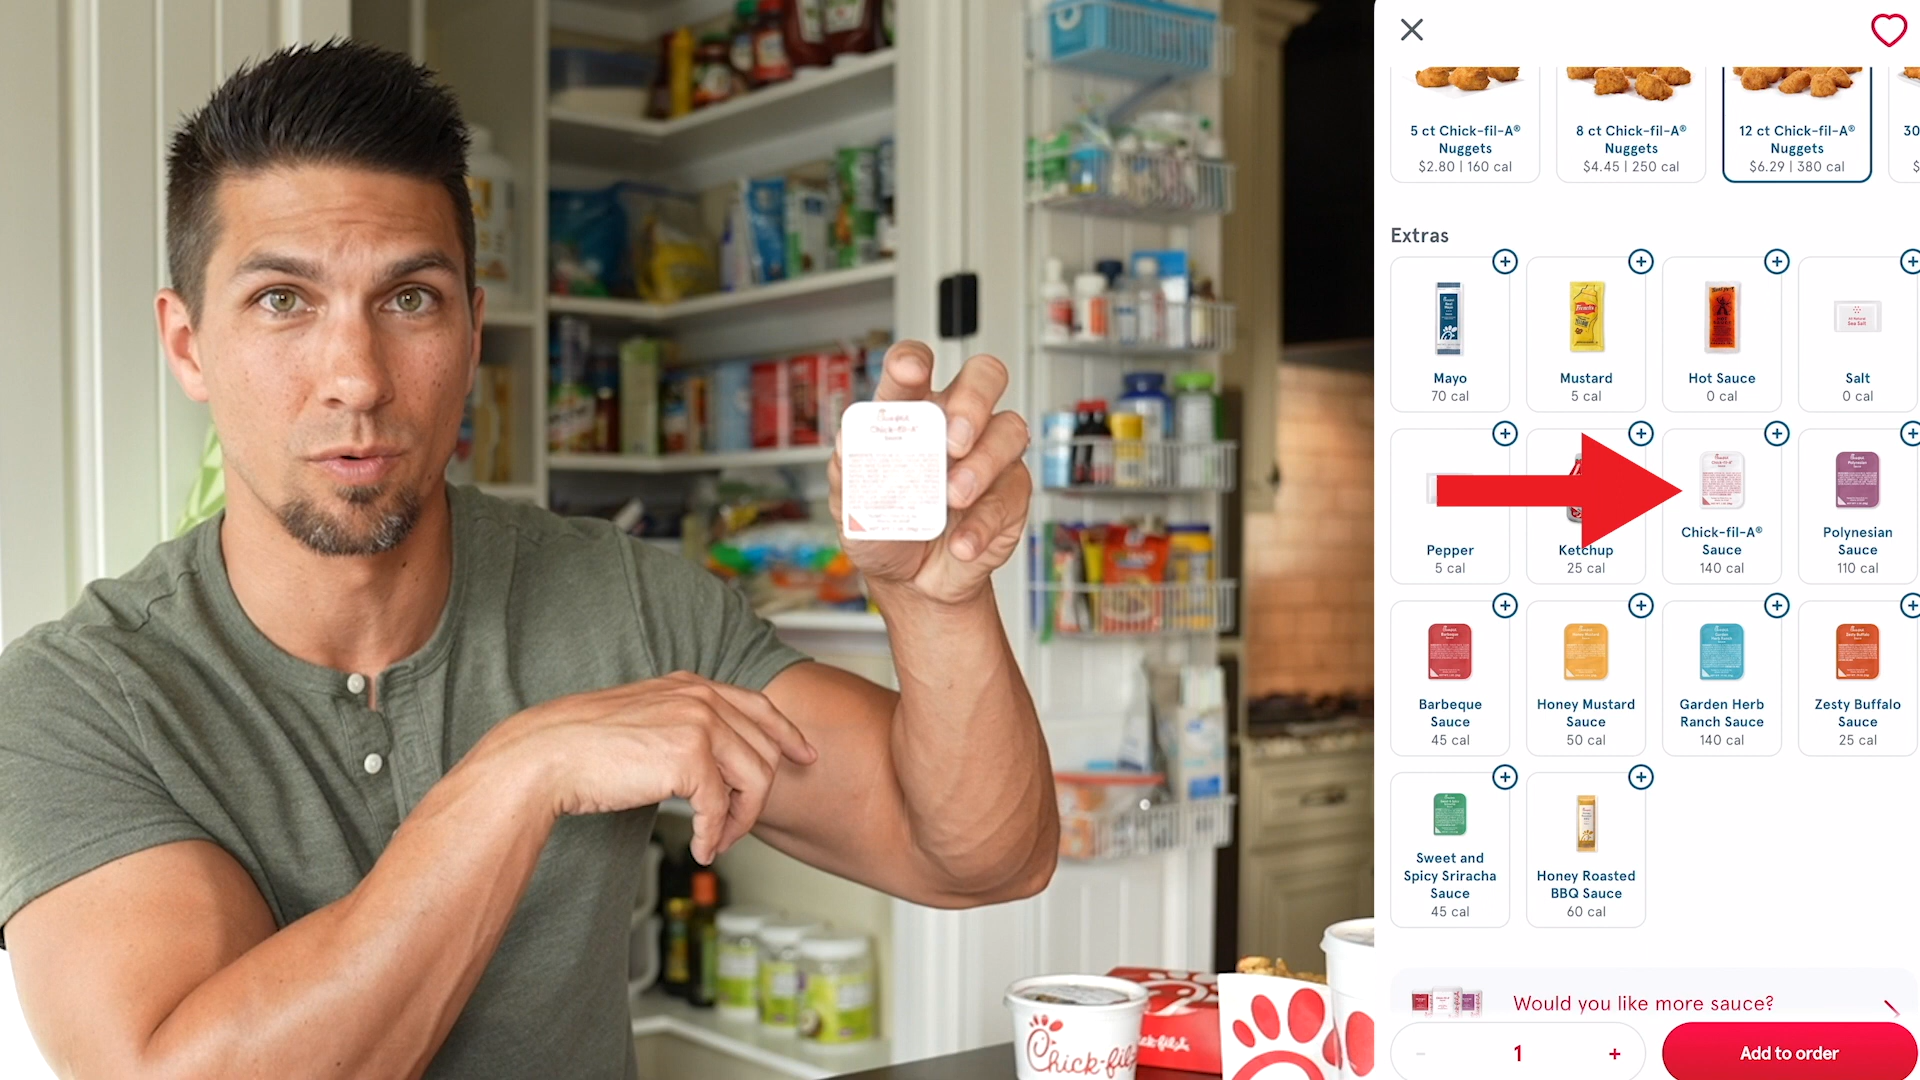 Chick-fil-A
Chick-fil-A
5 ct Chick-fil-A®
Nuggets
$2.80 | 160 cal
8 ct Chick-fil-A®
Nuggets
$4.45 | 250 cal
12 ct Chick-fil-A®
Nuggets
$6.29 | 380 cal
30
$
Extras
Mayo
70 cal
Mustard
5 cal
Hot Sauce
0 cal
Salt
0 cal
Pepper
5 cal
Ketchup
25 cal
Chick-fil-A®
Sauce
140 cal
Polynesian
Sauce
110 cal
Barbeque
Sauce
45 cal
Honey Mustard
Sauce
50 cal
Garden Herb
Ranch Sauce
140 cal
Zesty Buffalo
Sauce
25 cal
Sweet and
Spicy Sriracha
Sauce
45 cal
Honey Roasted
BBQ Sauce
60 cal
Would you like more sauce?
1
Add to order